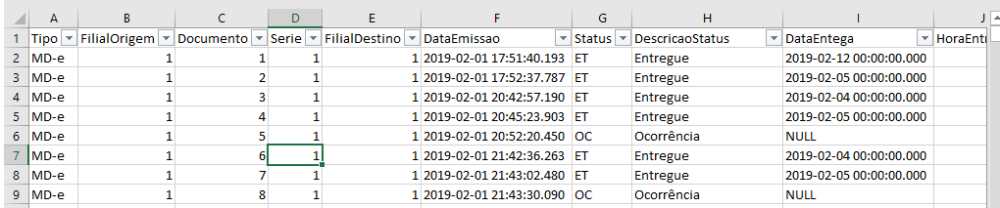 A B C D E F G H I J
1 Tipo FilialOrigem Documento Serie FilialDestino DataEmissao Status DescricaoStatus DataEntega HoraEntr
2 MD-e 1 1 1 1 2019-02-01 17:51:40.193 ET Entregue 2019-02-12 00:00:00.000
3 MD-e 1 2 1 1 2019-02-01 17:52:37.787 ET Entregue 2019-02-05 00:00:00.000
4 MD-e 1 3 1 1 2019-02-01 20:42:57.190 ET Entregue 2019-02-04 00:00:00.000
5 MD-e 1 4 1 1 2019-02-01 20:45:23.903 ET Entregue 2019-02-05 00:00:00.000
6 MD-e 1 5 1 1 2019-02-01 20:52:20.450 OC Ocorrência NULL
7 MD-e 1 6 1 1 2019-02-01 21:42:36.263 ET Entregue 2019-02-04 00:00:00.000
8 MD-e 1 7 1 1 2019-02-01 21:43:02.480 ET Entregue 2019-02-05 00:00:00.000
9 MD-e 1 8 1 1 2019-02-01 21:43:30.090 OC Ocorrência NULL